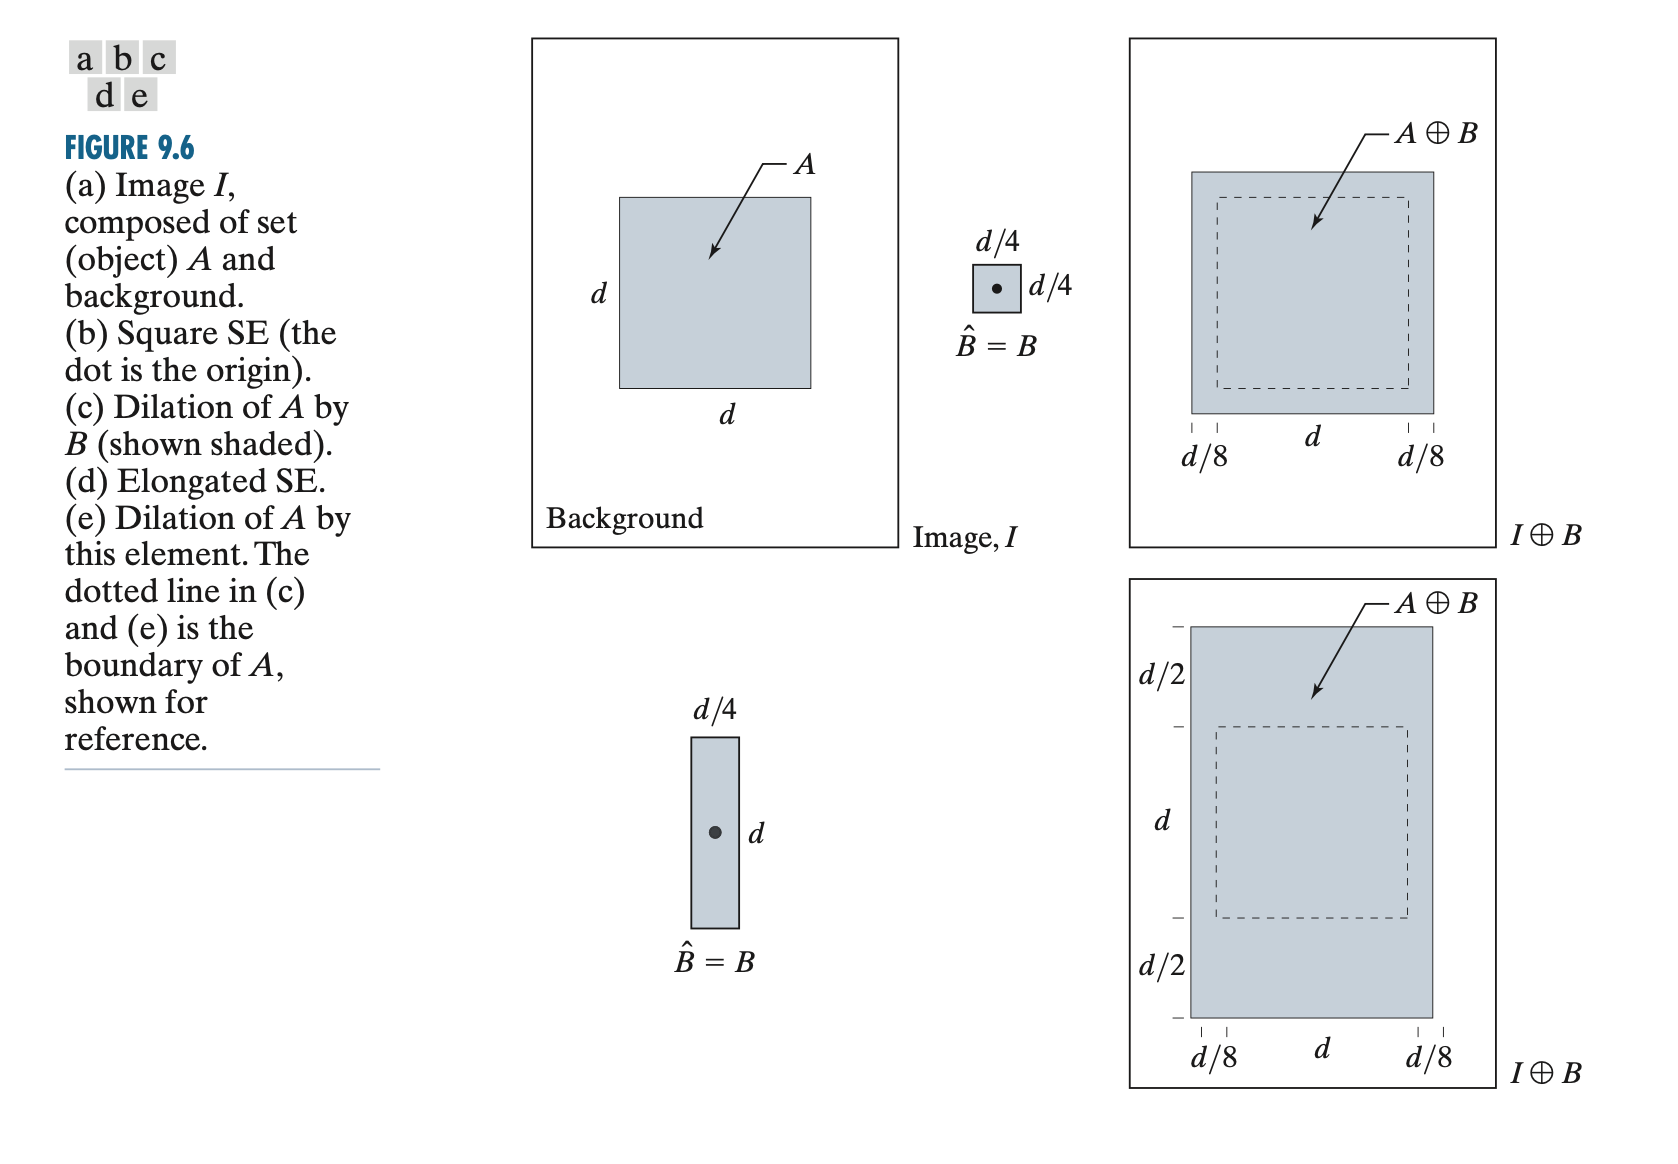 a b c
d e
FIGURE 9.6
(a) Image I,
composed of set
(object) A and
background.
(b) Square SE (the
dot is the origin).
(c) Dilation of A by
B (shown shaded).
(d) Elongated SE.
(e) Dilation of A by
this element. The
dotted line in (c)
and (e) is the
boundary of A,
shown for
reference.
A
d
d
Background
Image, I
d/4
d/4
B̂ = B
A ⊕ B
d
d/8
d/8
I ⊕ B
d/4
d
B̂ = B
A ⊕ B
d/2
d
d/2
d/8
d
d/8
I ⊕ B